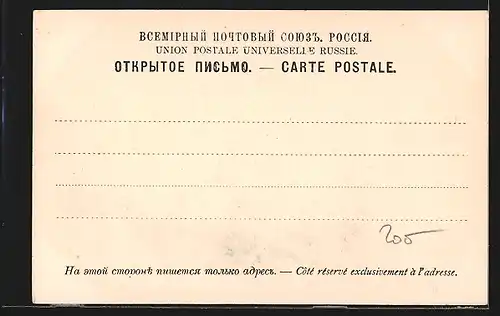 ВСЕМІРНЫЙ ПОЧТОВЫЙ СОЮЗЪ. РОССІЯ.
UNION POSTALE UNIVERSELLE RUSSIE.
ОТКРЫТОЕ ПИСЬМО. — CARTE POSTALE.
205
На этой сторонѣ пишется только адресъ. — Côté réservé exclusivement à l'adresse.